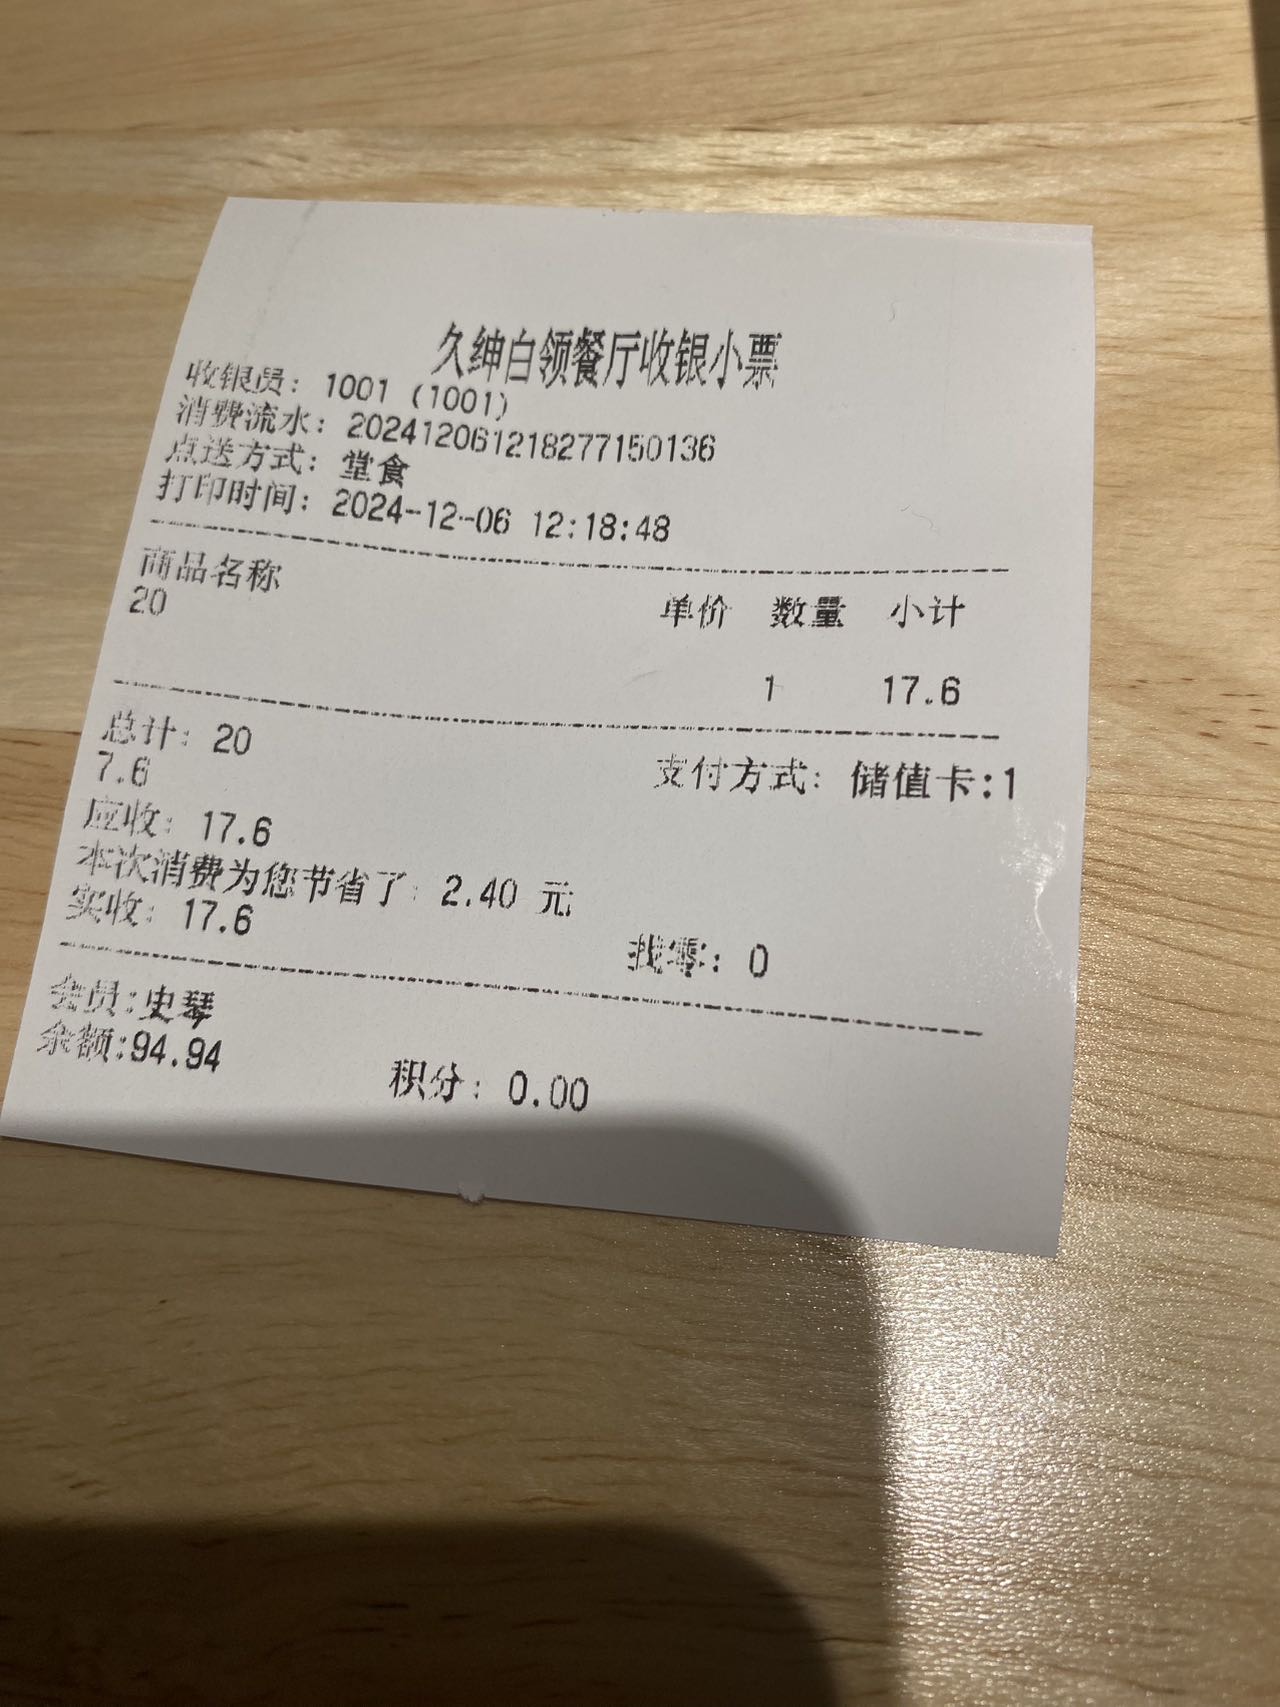 久绅白领餐厅收银小票
收银员：1001 (1001)
消费流水：202412061218277150136
点送方式：堂食
打印时间：2024-12-06 12:18:48
商品名称 单价 数量 小计
20
1 17.6
总计：20 支付方式：储值卡:1
7.6
应收：17.6
本次消费为您节省了：2.40 元
实收：17.6 找零：0
会员:史琴
余额:94.94 积分：0.00